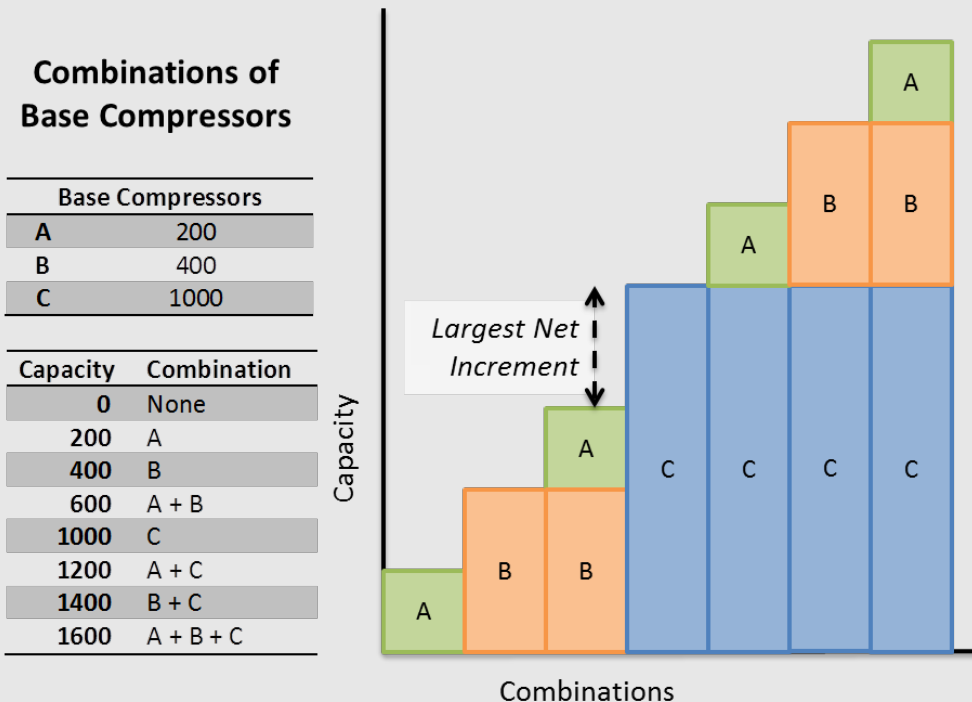 Combinations of
Base Compressors
Base Compressors
A 200
B 400
C 1000
Capacity Combination
0 None
200 A
400 B
600 A + B
1000 C
1200 A + C
1400 B + C
1600 A + B + C
Capacity
Largest Net
Increment
A
B
B
A
C
C
A
C
B
C
B
A
Combinations